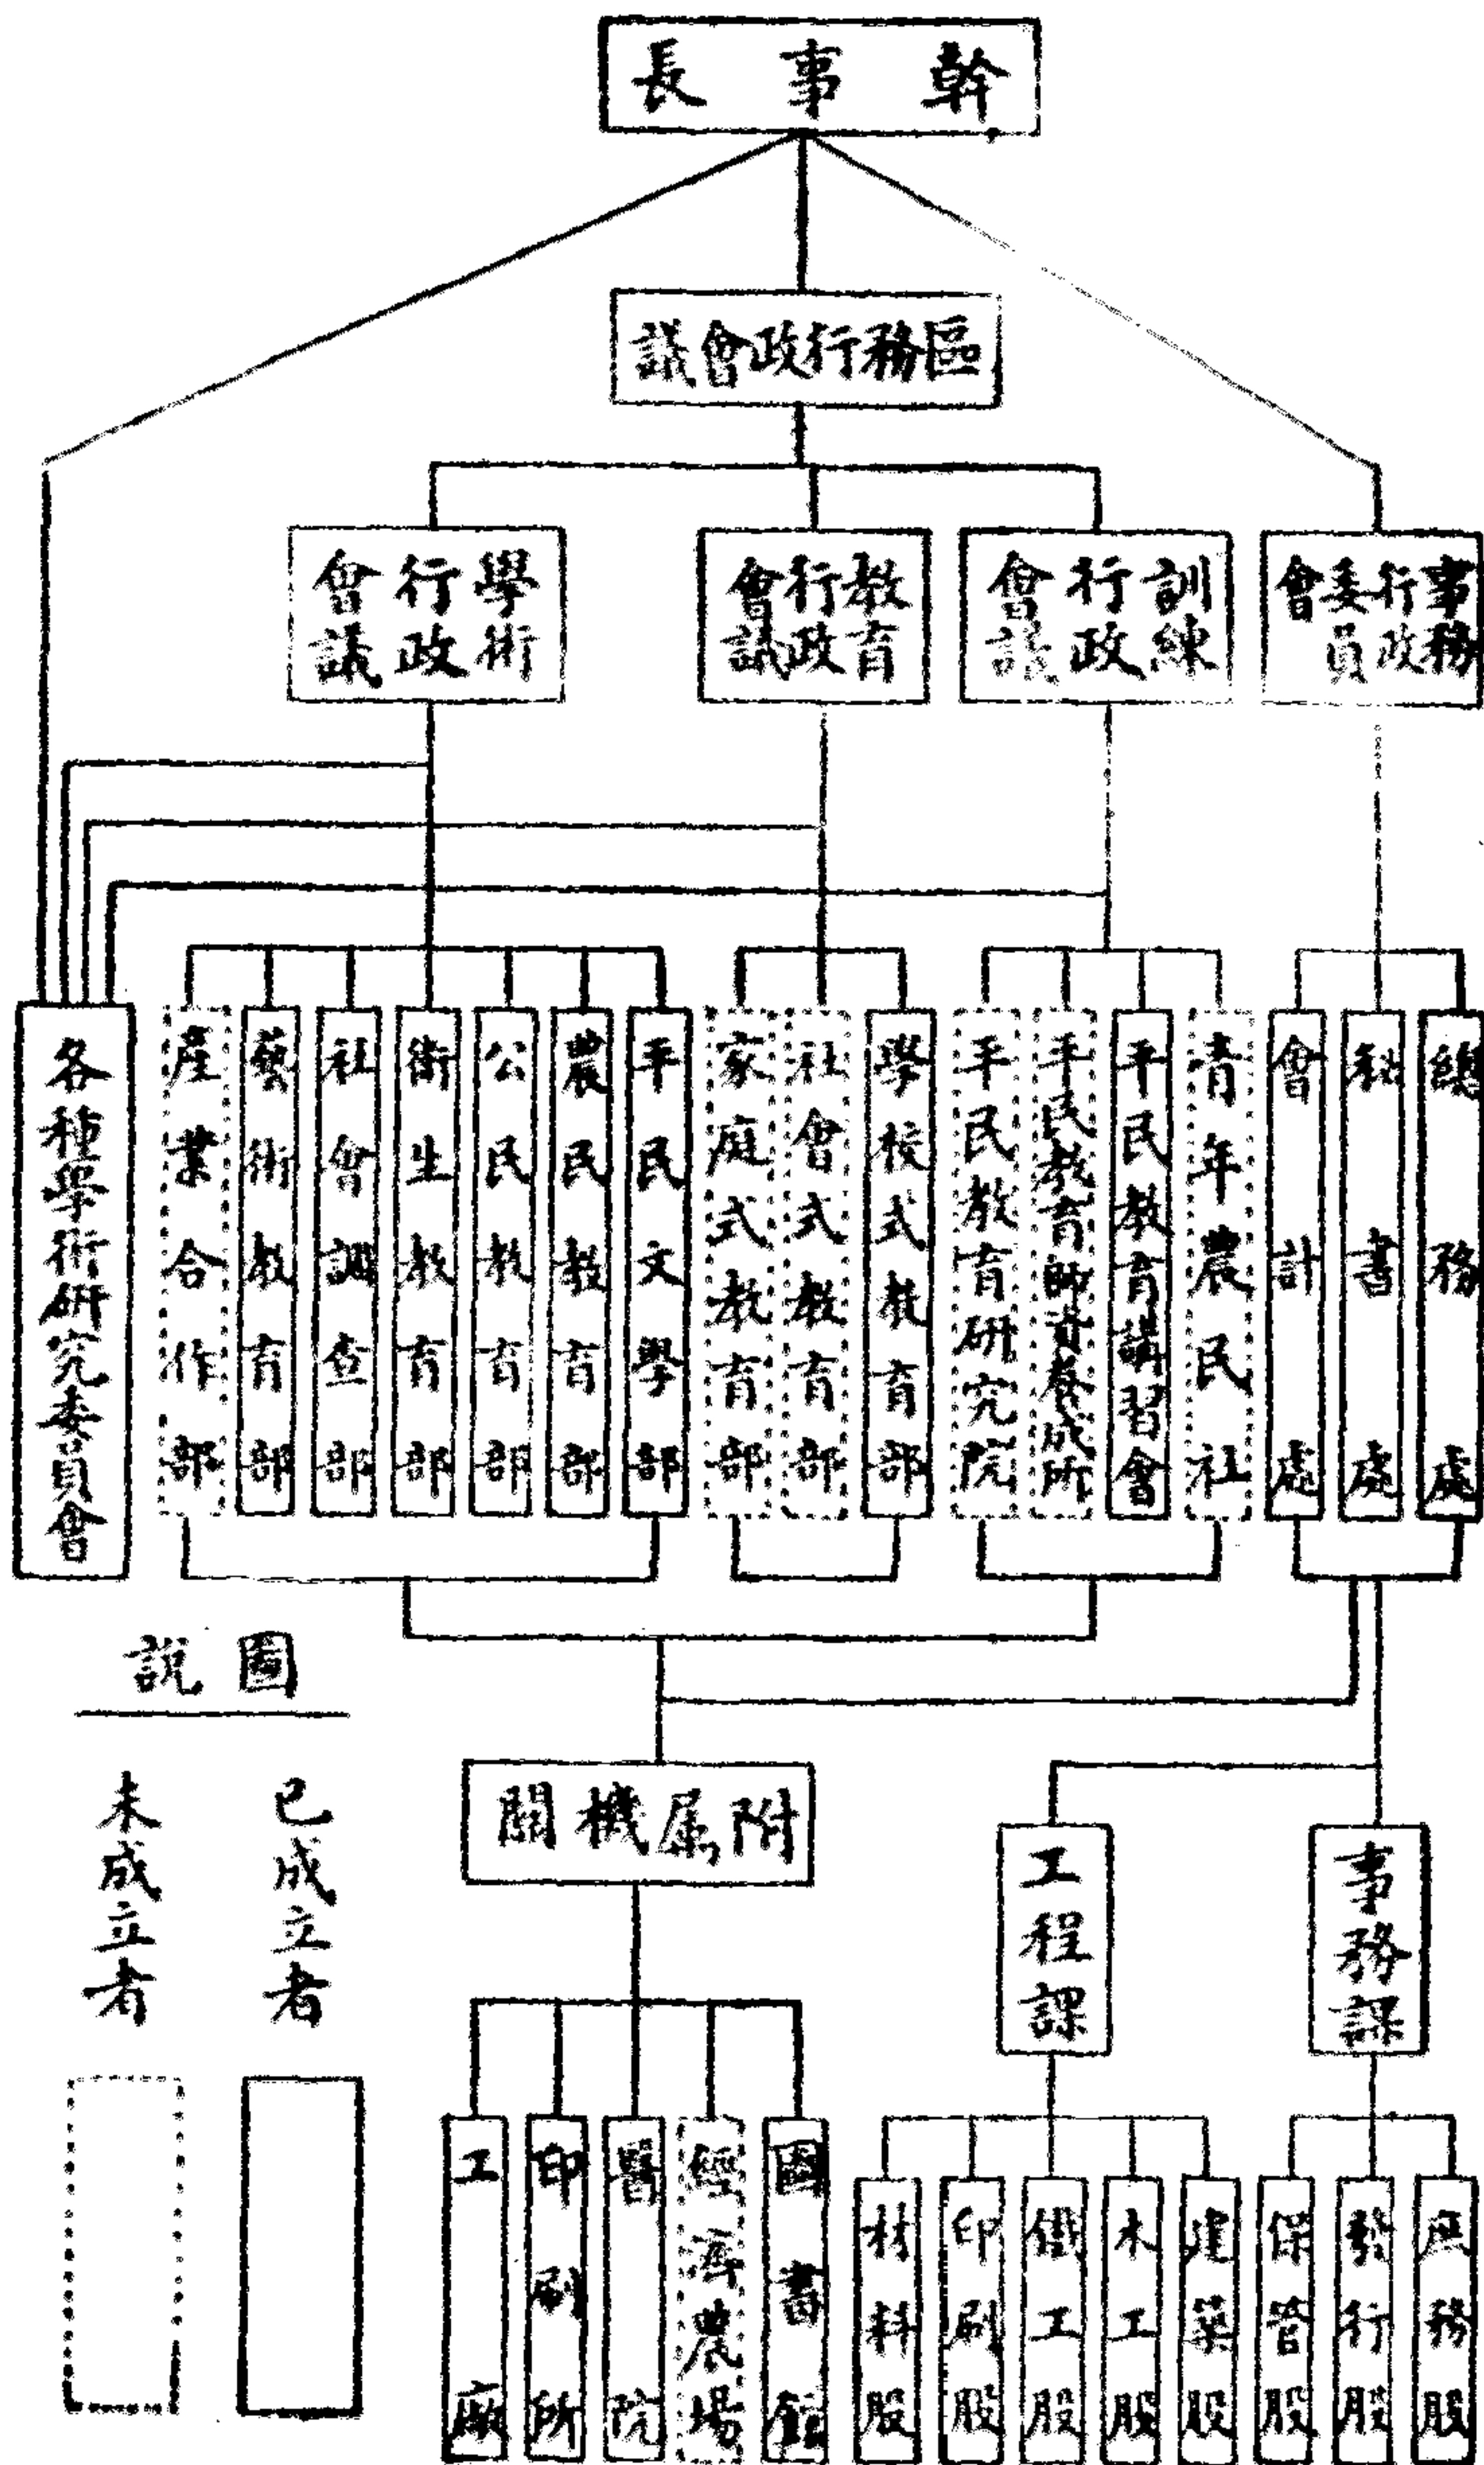 幹事長
區務行政會議
學術行政會議
教育行政會議
訓練行政會議
事務行政委員會
總務處
秘書處
會計處
青年農民社
平民教育講習會
平民教育師資養成所
平民教育研究院
學校式教育部
社會式教育部
家庭式教育部
平民文學部
農民教育部
公民教育部
衛生教育部
社會調查部
藝術教育部
產業合作部
各種學術研究委員會
事務課
工程課
附属機關
庶務股
發行股
保管股
建築股
木工股
鐵工股
印刷股
材料股
圖書館
經濟農場
醫院
印刷所
工廠
圖說
已成立者
未成立者